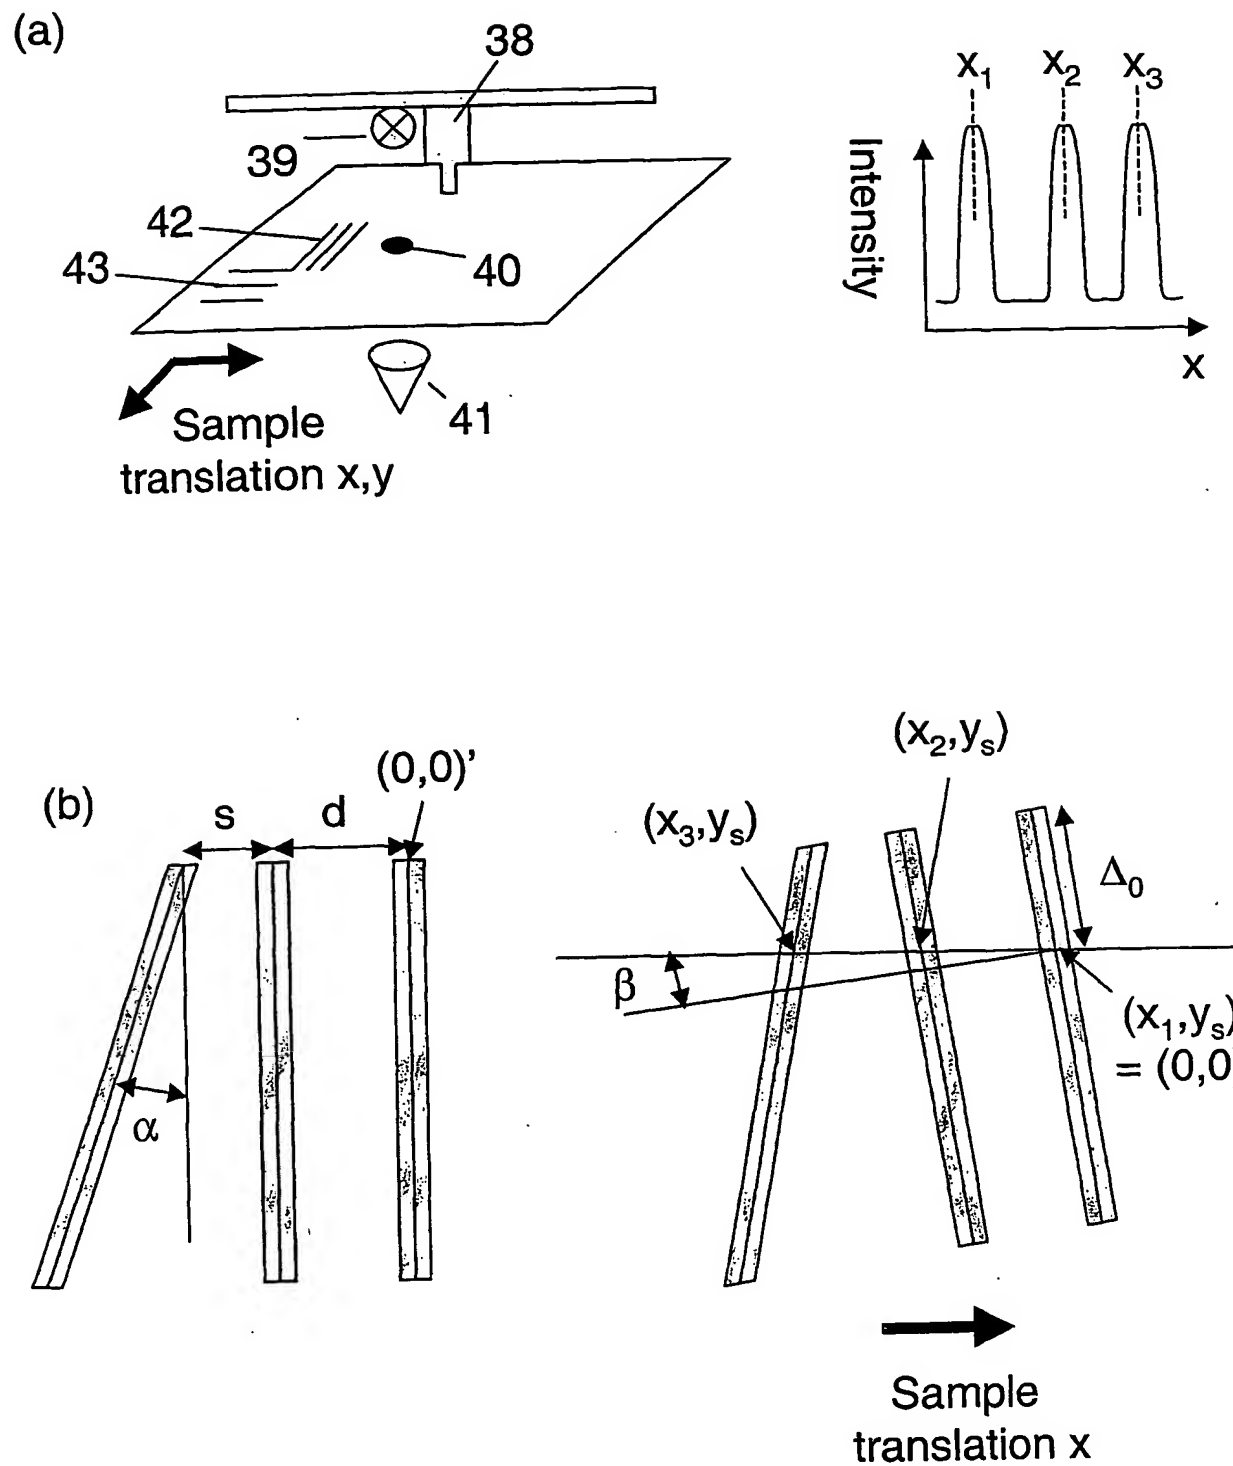 (a)
38
39
42
43
40
41
Sample
translation x,y
x₁ x₂ x₃
Intensity
x
(b)
s
d
(0,0)'
α
(x₃,yₛ)
(x₂,yₛ)
Δ₀
β
(x₁,yₛ)
= (0,0
Sample
translation x